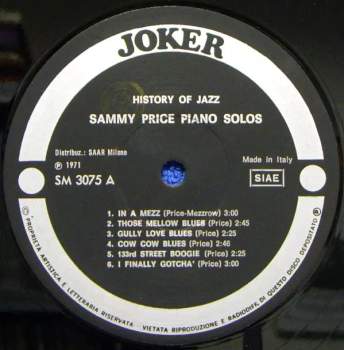 JOKER
HISTORY OF JAZZ
SAMMY PRICE PIANO SOLOS
Distribuz.: SAAR Milano
Ⓟ 1971
SM 3075 A
Made in Italy
SIAE
1. IN A MEZZ (Price-Mezzrow) 3:00
2. THOSE MELLOW BLUES (Price) 2:45
3. GULLY LOVE BLUES (Price) 2:25
4. COW COW BLUES (Price) 2:46
5. 133rd STREET BOOGIE (Price) 2:25
6. I FINALLY GOTCHA' (Price) 3:00
© PROPRIETA ARTISTICA E LETTERARIA RISERVATA - VIETATA RIPRODUZIONE E RADIODIFF. DI QUESTO DISCO DEPOSITATO Ⓟ